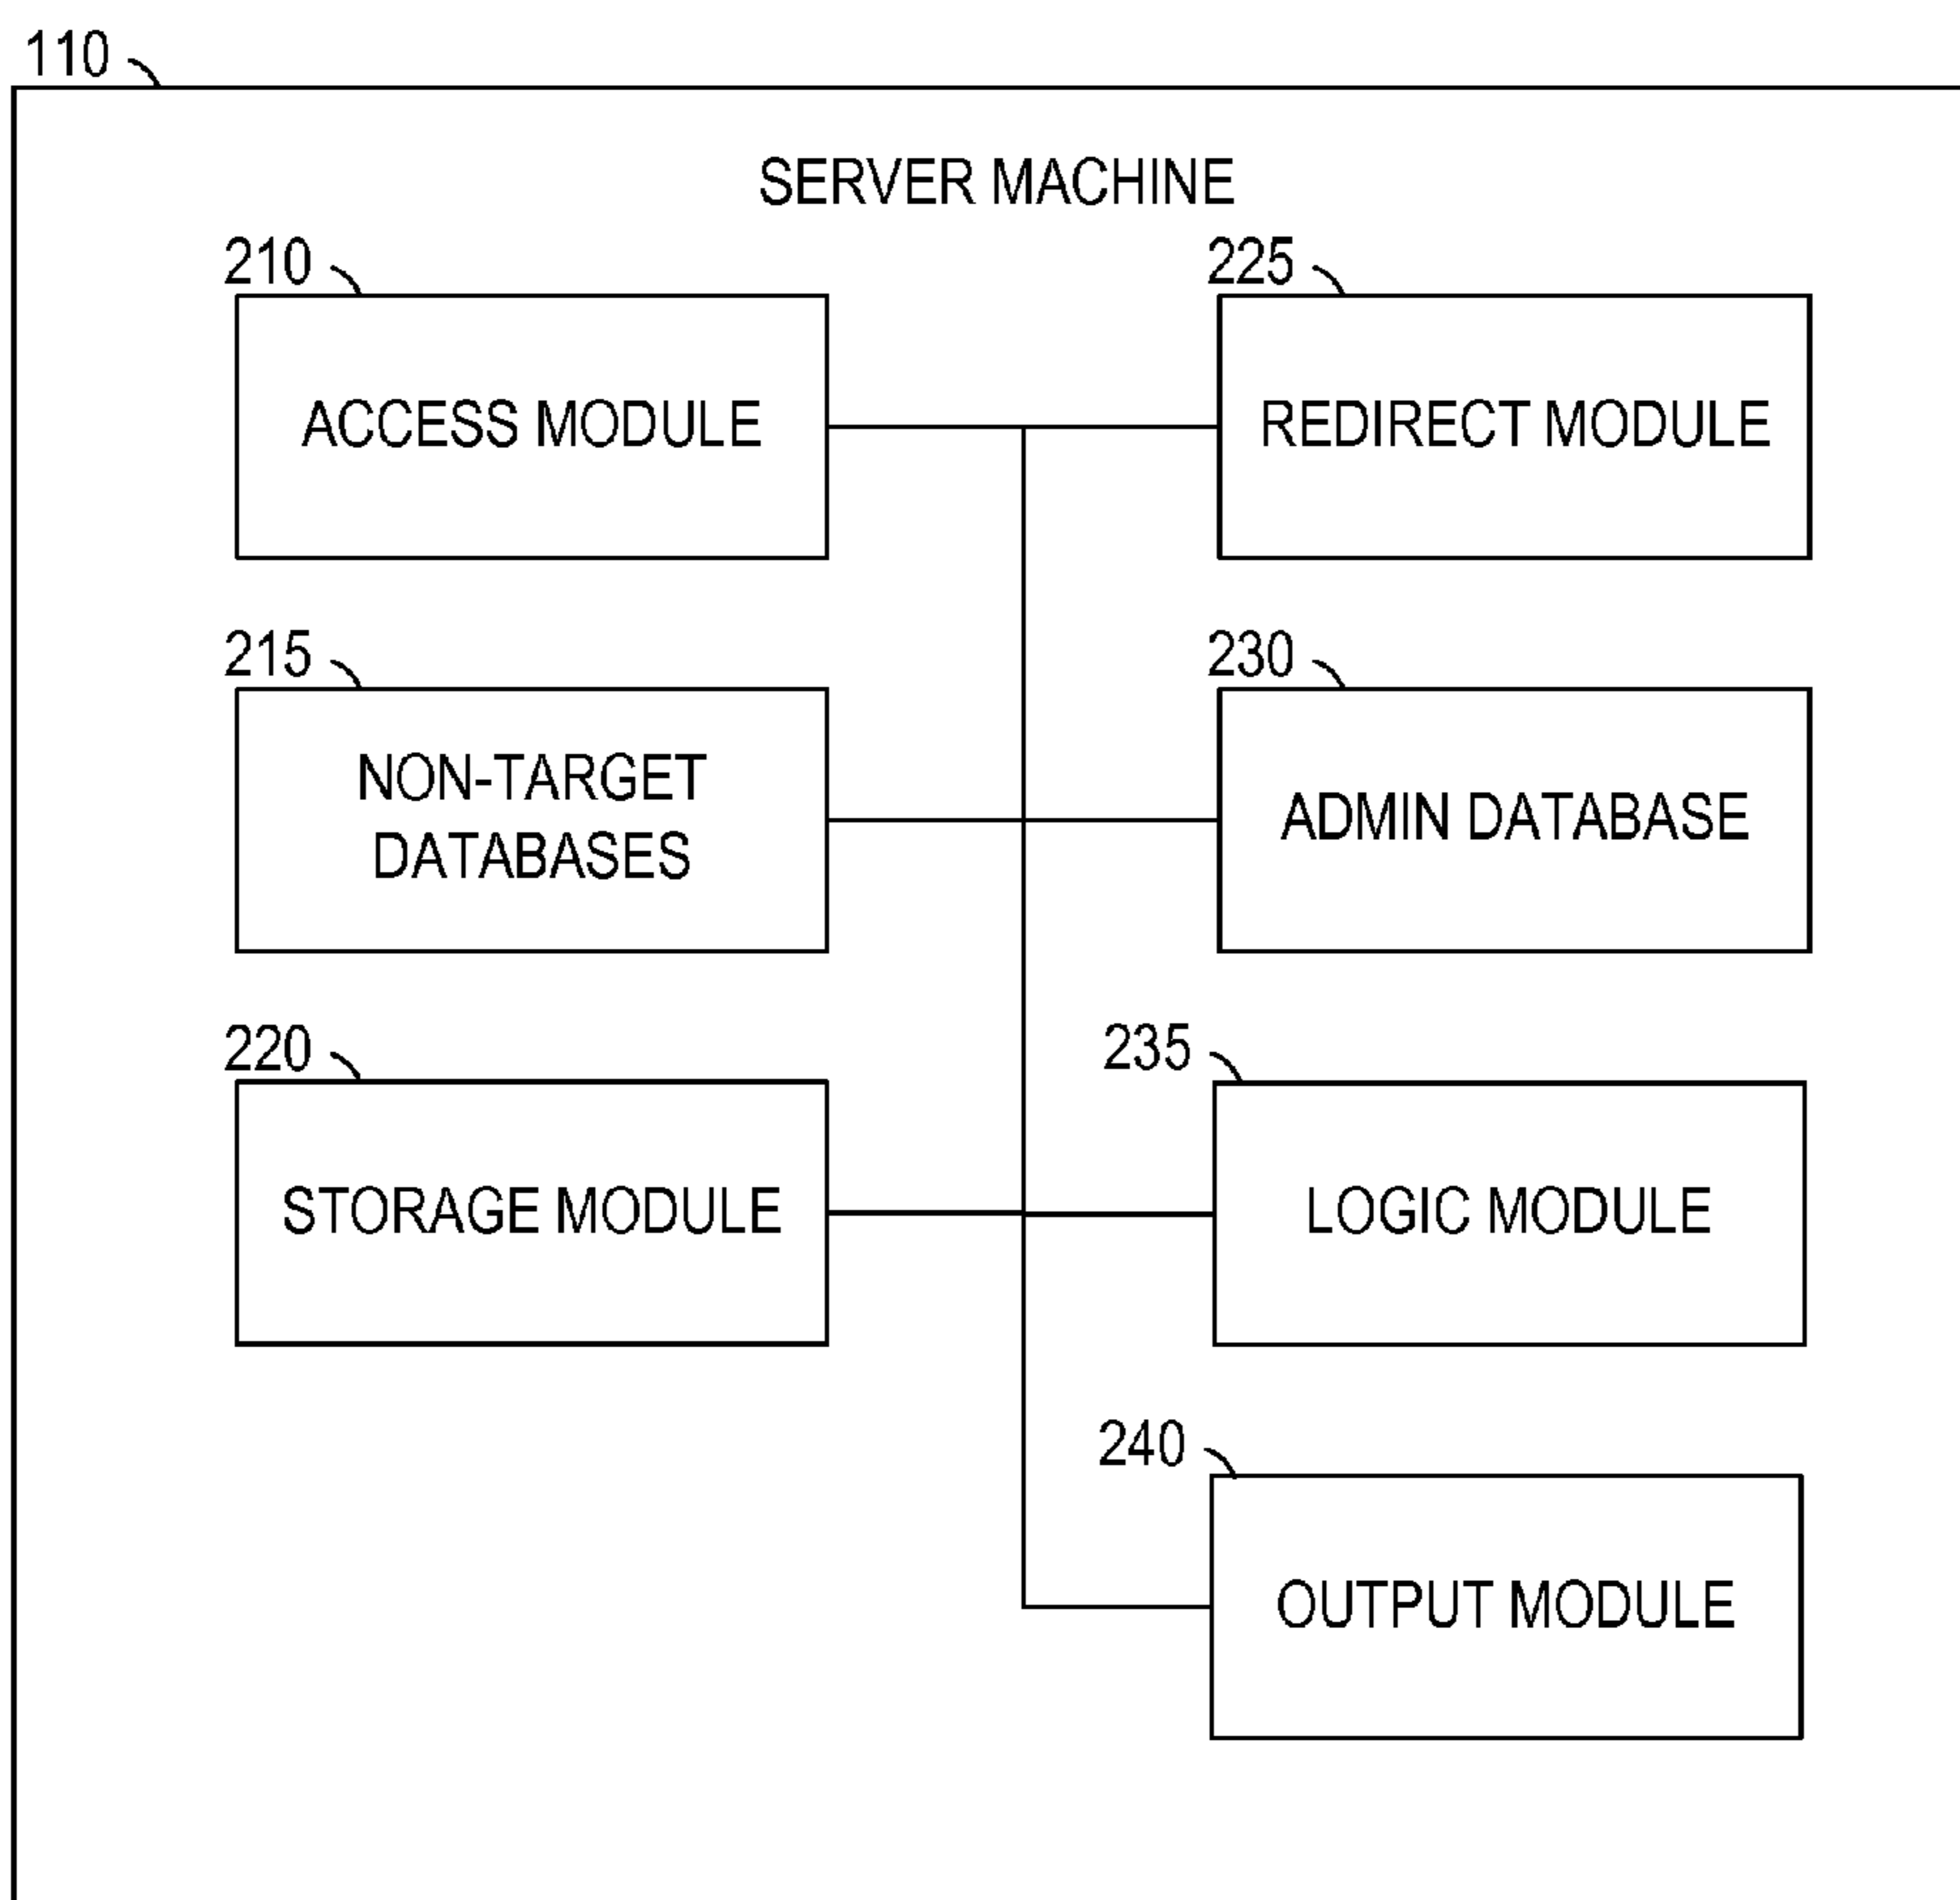 110
SERVER MACHINE
210
ACCESS MODULE
225
REDIRECT MODULE
215
NON-TARGET
DATABASES
230
ADMIN DATABASE
220
STORAGE MODULE
235
LOGIC MODULE
240
OUTPUT MODULE